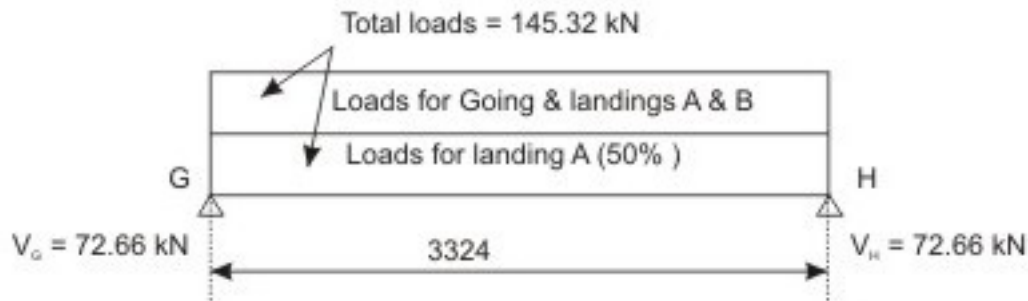 Total loads = 145.32 kN
Loads for Going & landings A & B
Loads for landing A (50% )
G
H
V_G = 72.66 kN
3324
V_H = 72.66 kN